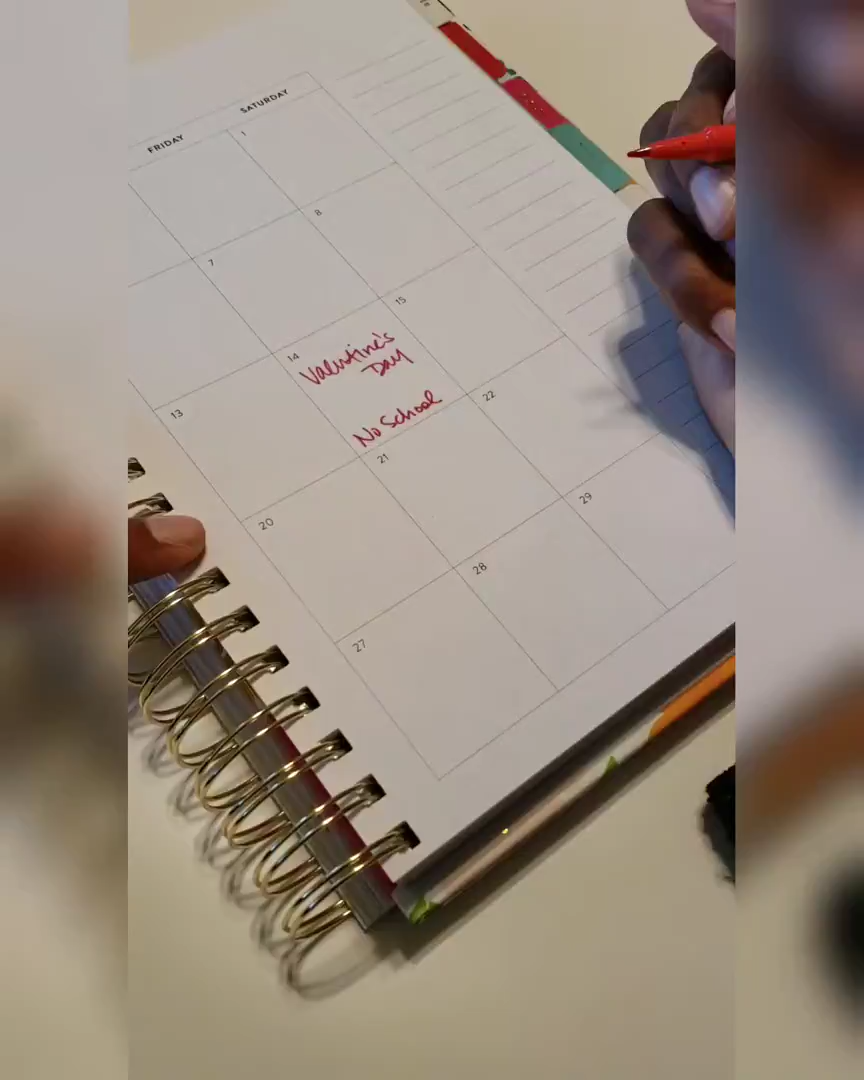 FRIDAY SATURDAY
1
7 8
13 14 15
Valentine's
Day
No School
20 21 22
27 28 29